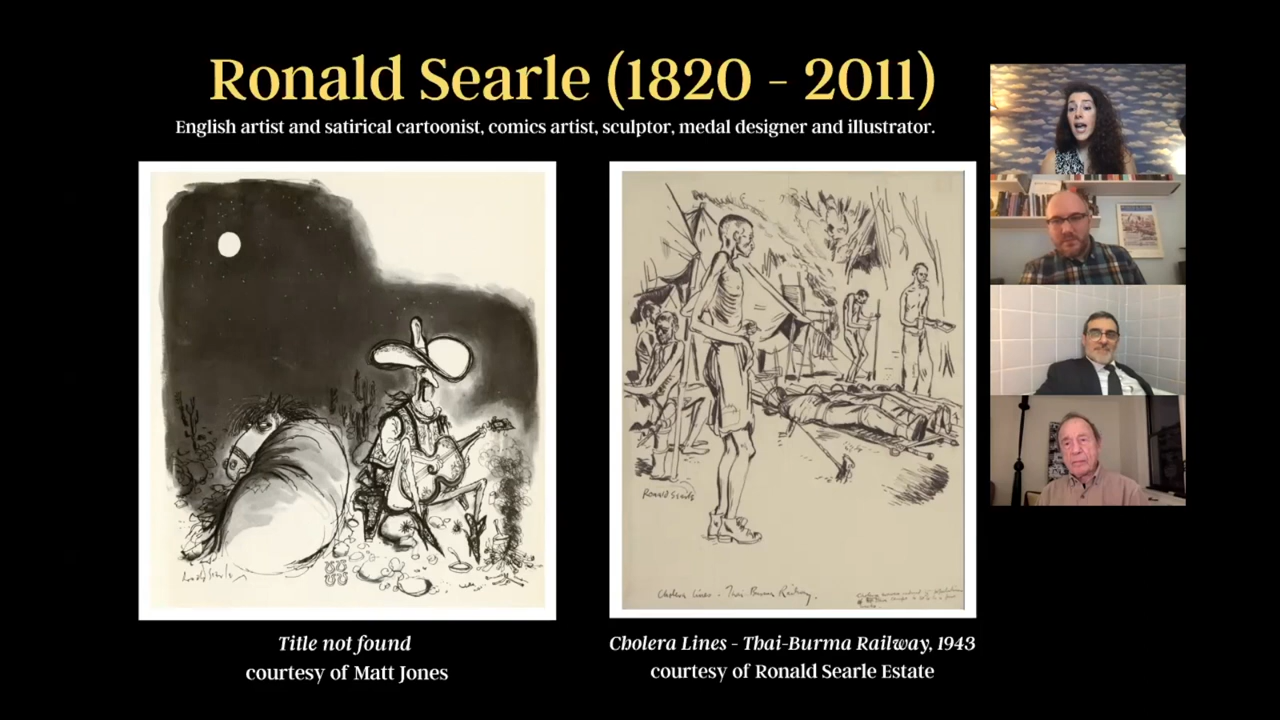 Ronald Searle (1820 - 2011)
English artist and satirical cartoonist, comics artist, sculptor, medal designer and illustrator.
Ronald Searle
Ronald Searle
Cholera Lines - Thai-Burma Railway.
Title not found
courtesy of Matt Jones
Cholera Lines - Thai-Burma Railway, 1943
courtesy of Ronald Searle Estate